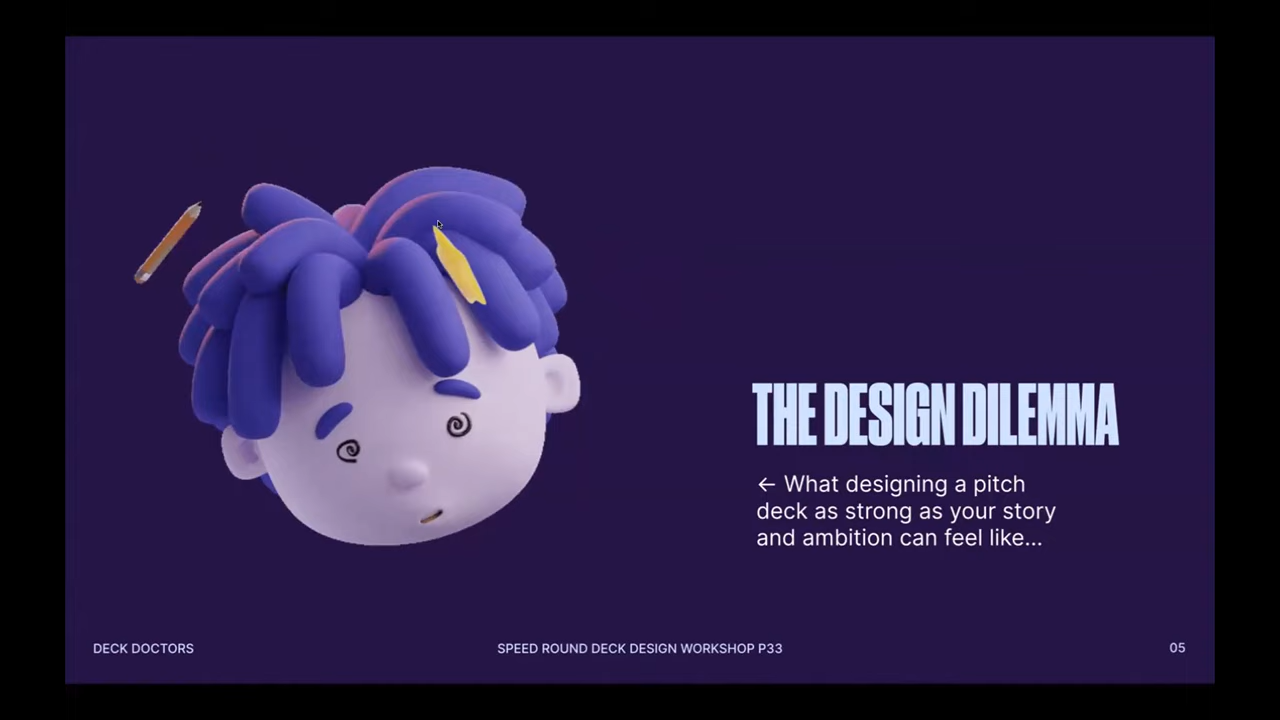 THE DESIGN DILEMMA
← What designing a pitch
deck as strong as your story
and ambition can feel like...
DECK DOCTORS
SPEED ROUND DECK DESIGN WORKSHOP P33
05